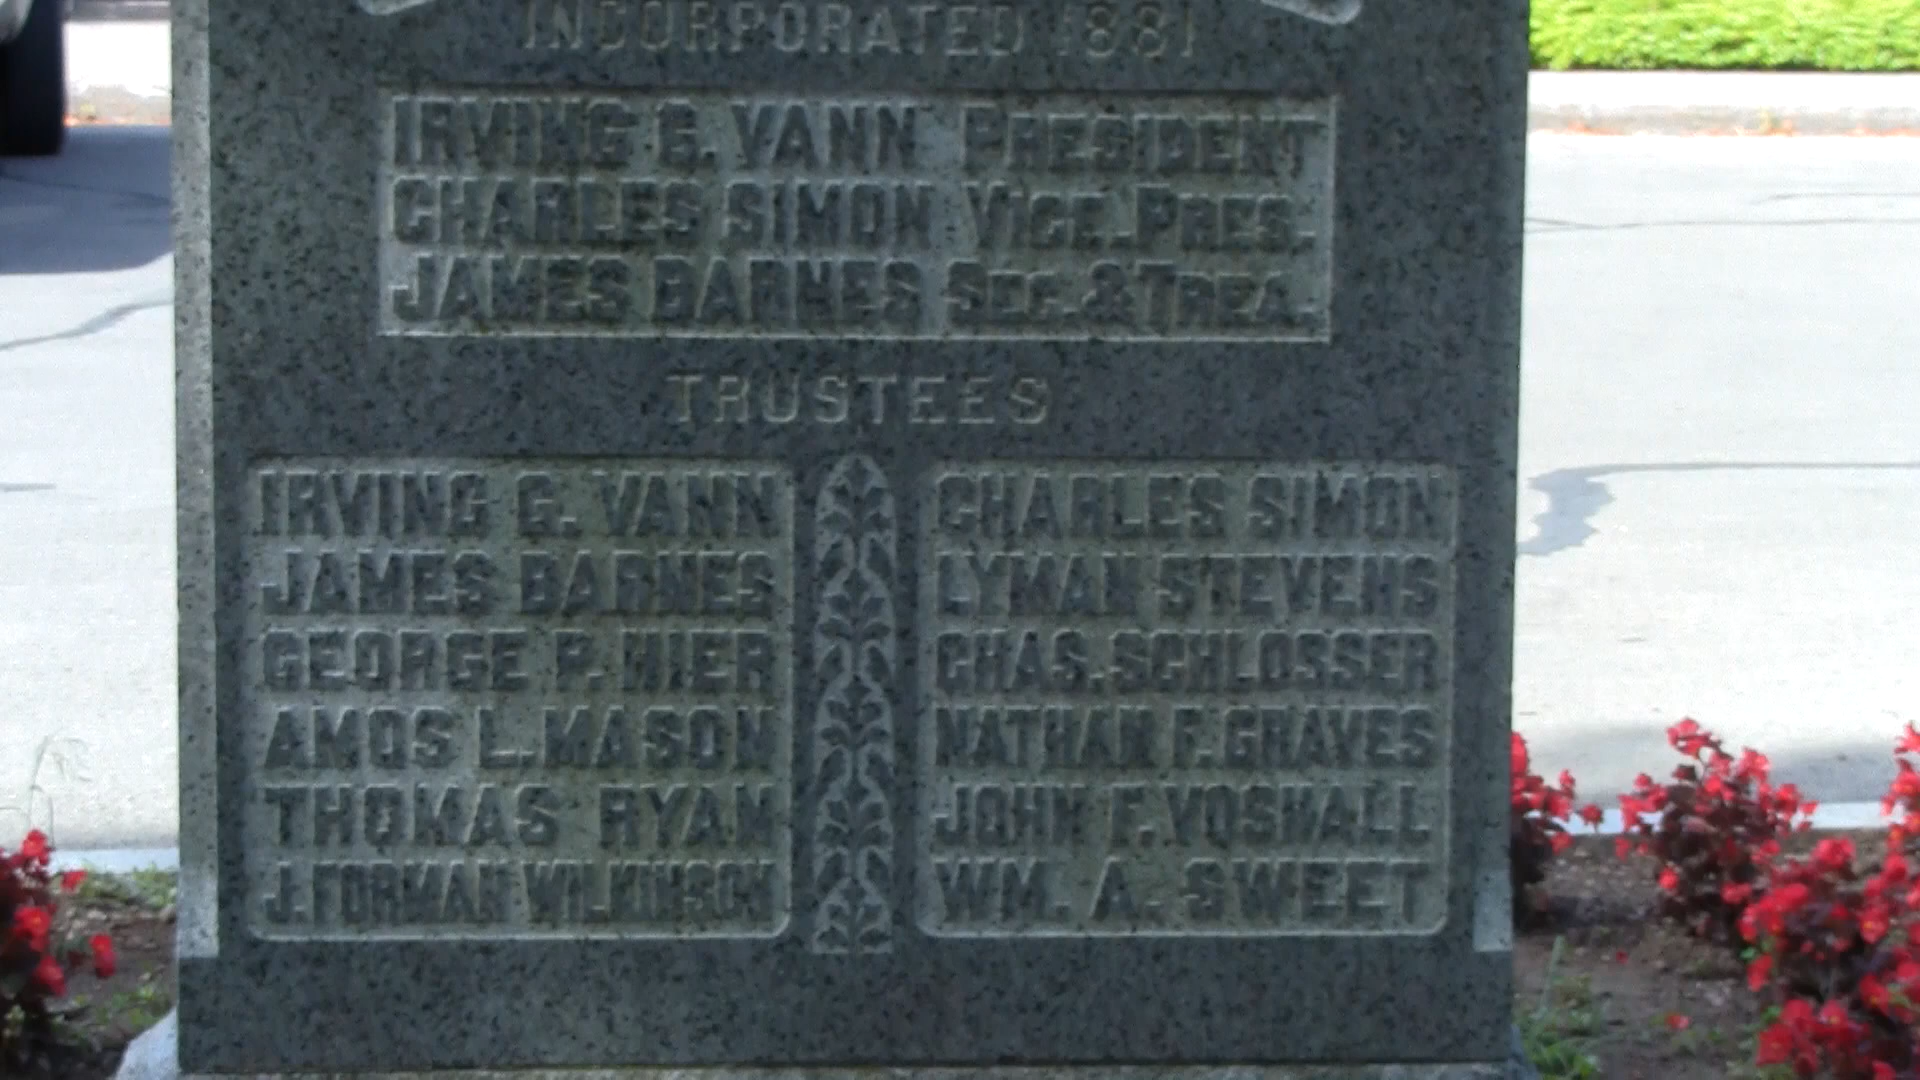 INCORPORATED 1881
IRVING G. VANN PRESIDENT
CHARLES SIMON VICE.-PRES.
JAMES BARNES SEC. & TREA.
TRUSTEES
IRVING G. VANN
JAMES BARNES
GEORGE P. HIER
AMOS L. MASON
THOMAS RYAN
J. FORMAN WILKINSON
CHARLES SIMON
LYMAN STEVENS
CHAS. SCHLOSSER
NATHAN F. GRAVES
JOHN F. VOSHALL
WM. A. SWEET